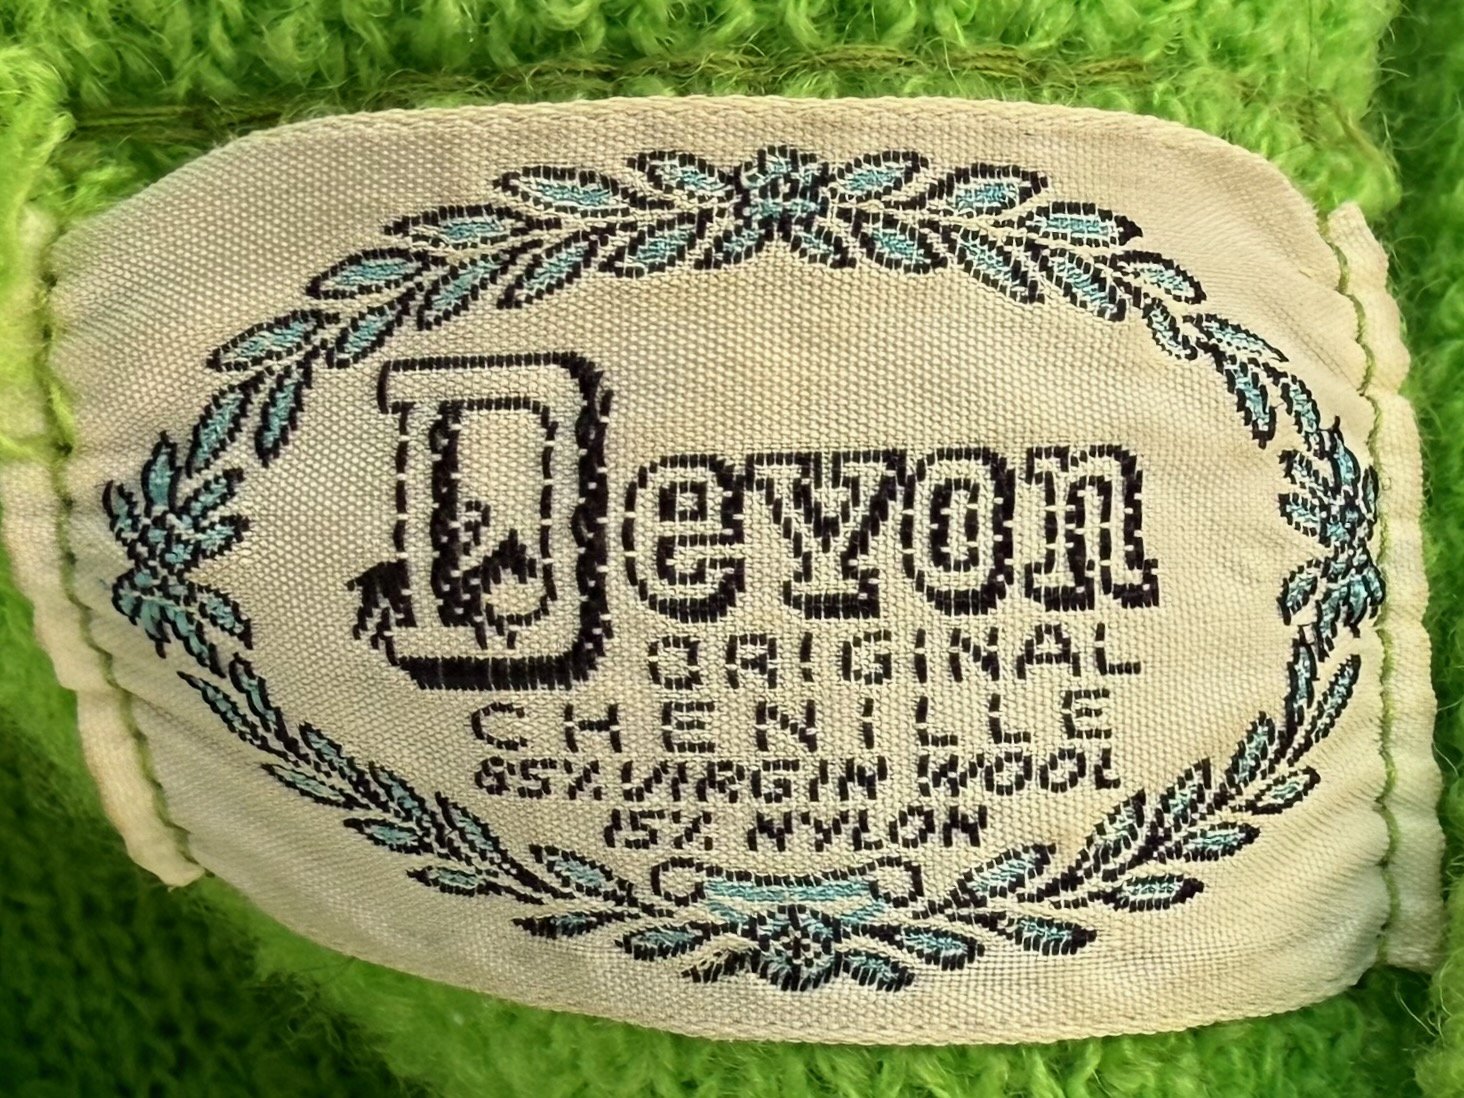 Devon
ORIGINAL
CHENILLE
85% VIRGIN WOOL
15% NYLON